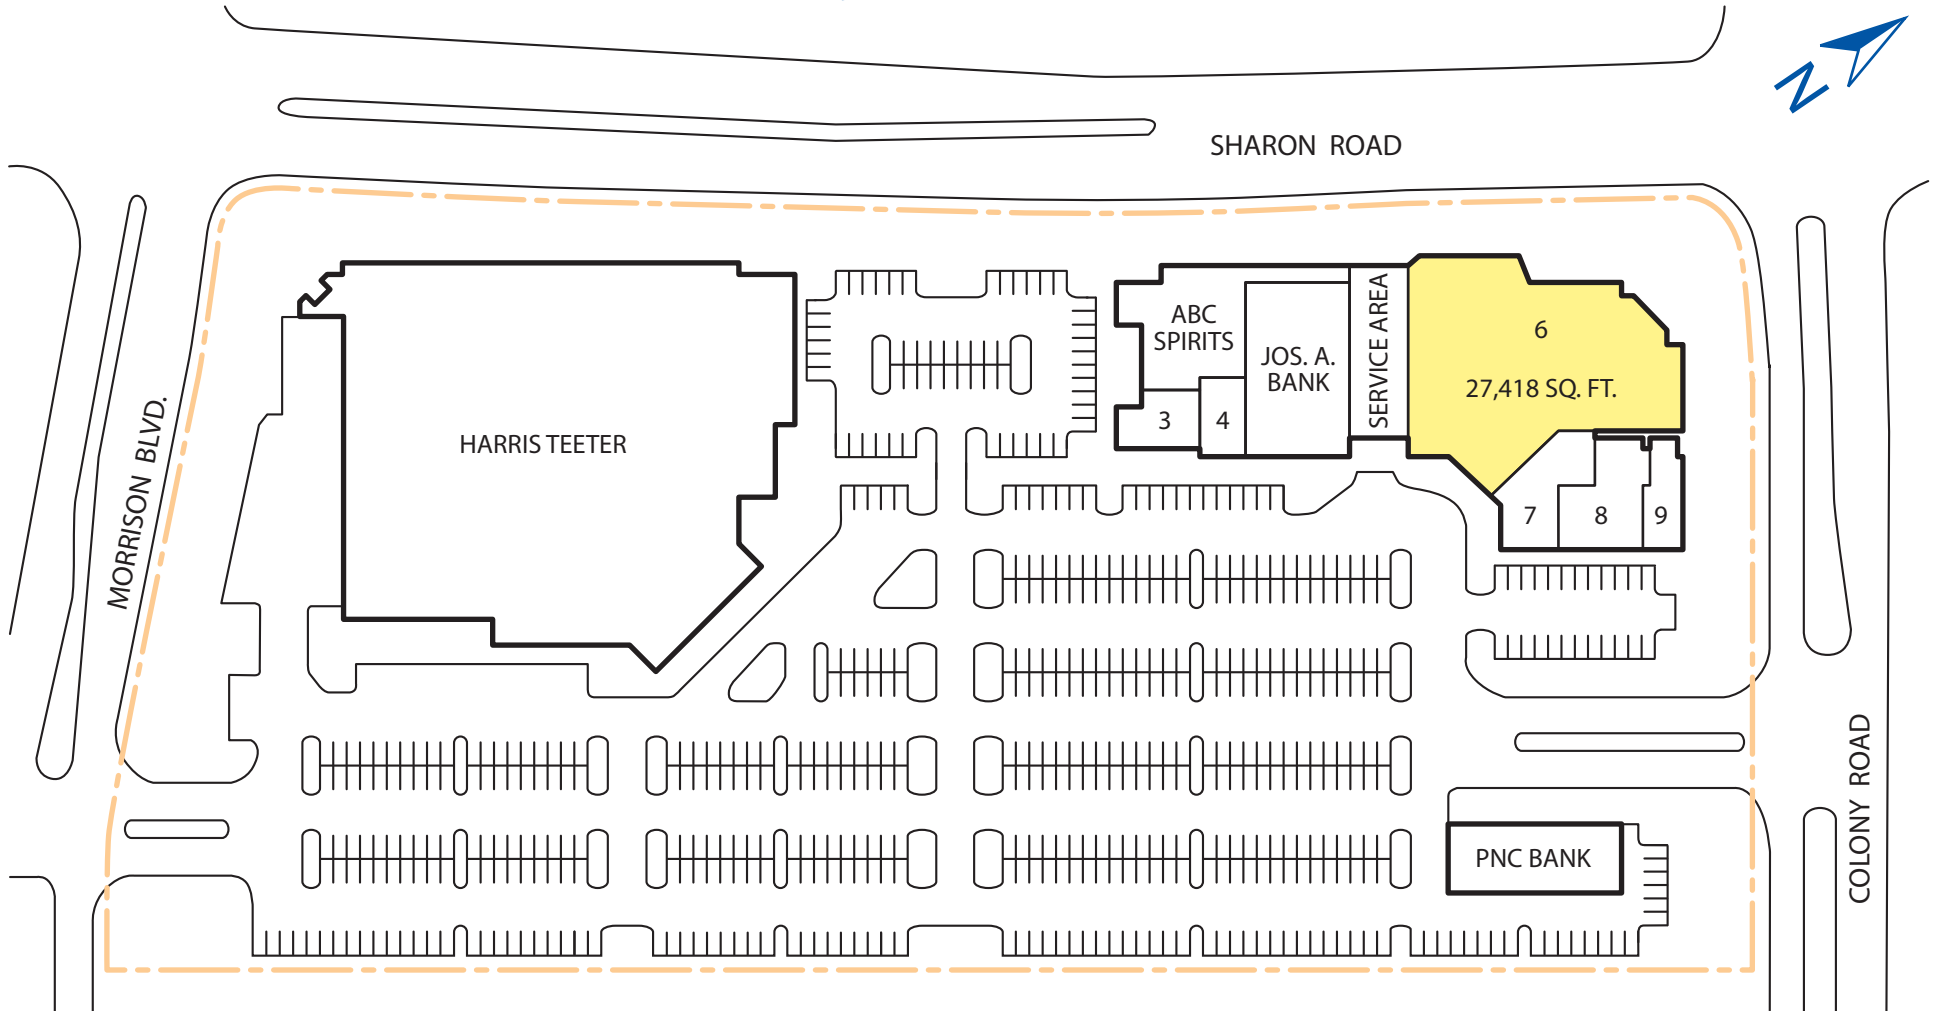 N
SHARON ROAD
MORRISON BLVD.
HARRIS TEETER
ABC
SPIRITS
3
4
JOS. A.
BANK
SERVICE AREA
6
27,418 SQ. FT.
7
8
9
PNC BANK
COLONY ROAD